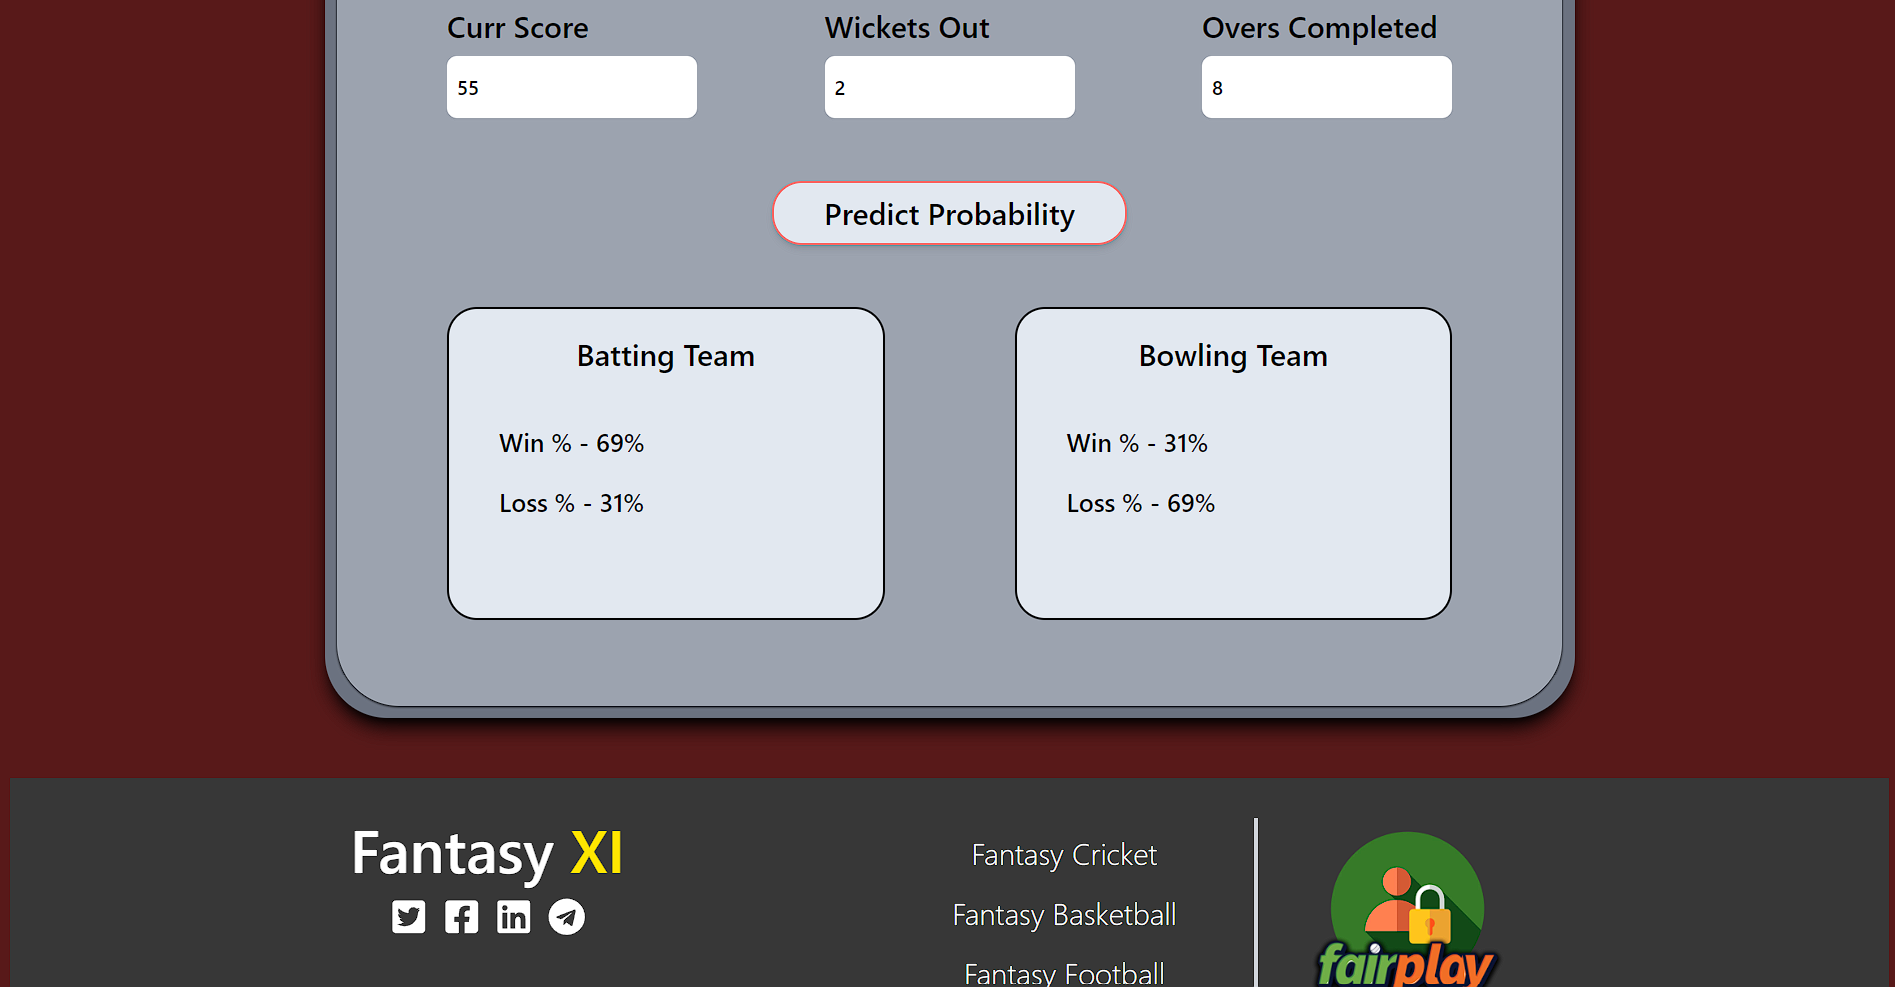 Curr Score
Wickets Out
Overs Completed
55
2
8
Predict Probability
Batting Team
Win % - 69%
Loss % - 31%
Bowling Team
Win % - 31%
Loss % - 69%
Fantasy XI
Fantasy Cricket
Fantasy Basketball
Fantasy Football
fairplay